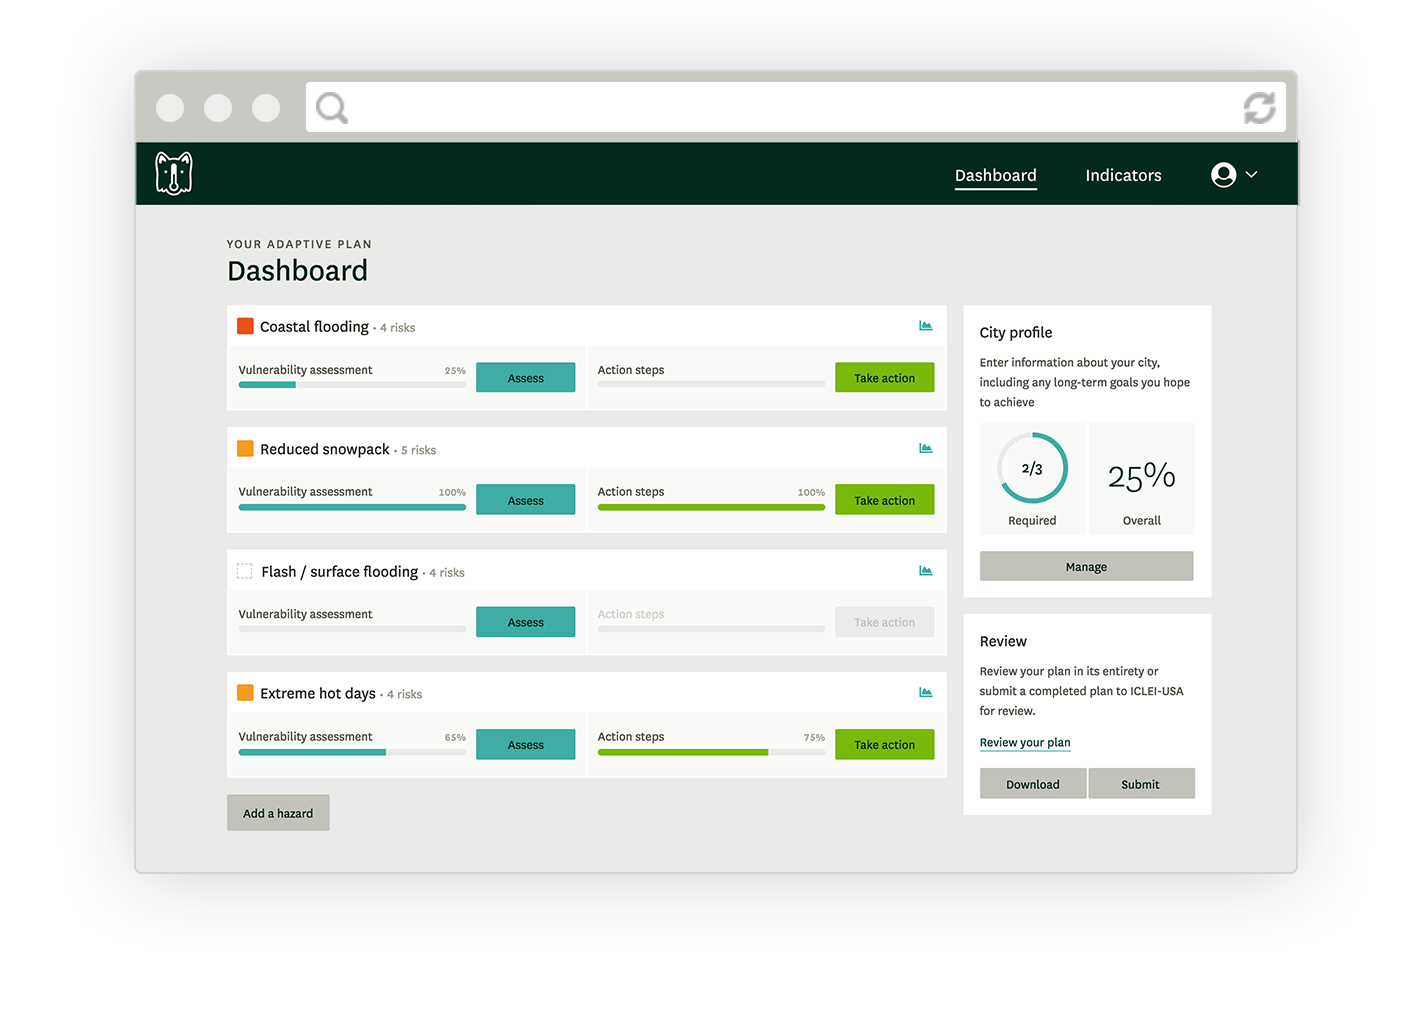 Dashboard
Indicators
YOUR ADAPTIVE PLAN
Dashboard
Coastal flooding • 4 risks
Vulnerability assessment 25%
Assess
Action steps
Take action
Reduced snowpack • 5 risks
Vulnerability assessment 100%
Assess
Action steps 100%
Take action
Flash / surface flooding • 4 risks
Vulnerability assessment
Assess
Action steps
Take action
Extreme hot days • 4 risks
Vulnerability assessment 65%
Assess
Action steps 75%
Take action
Add a hazard
City profile
Enter information about your city,
including any long-term goals you hope
to achieve
2/3
Required
25%
Overall
Manage
Review
Review your plan in its entirety or
submit a completed plan to ICLEI-USA
for review.
Review your plan
Download
Submit